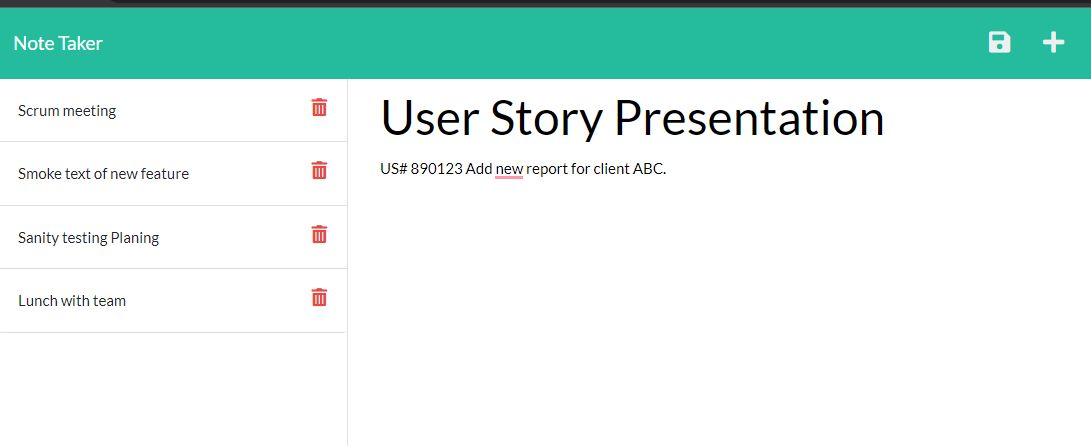 Note Taker
Scrum meeting
Smoke text of new feature
Sanity testing Planing
Lunch with team
User Story Presentation
US# 890123 Add new report for client ABC.